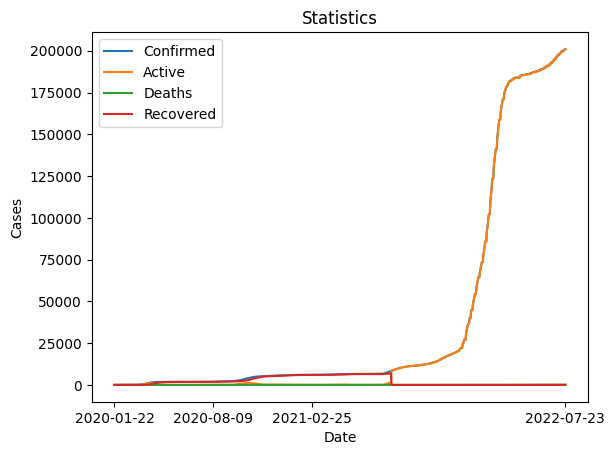 Statistics
Confirmed
Active
Deaths
Recovered
200000
175000
150000
125000
100000
75000
50000
25000
0
Cases
2020-01-22 2020-08-09 2021-02-25 2022-07-23
Date